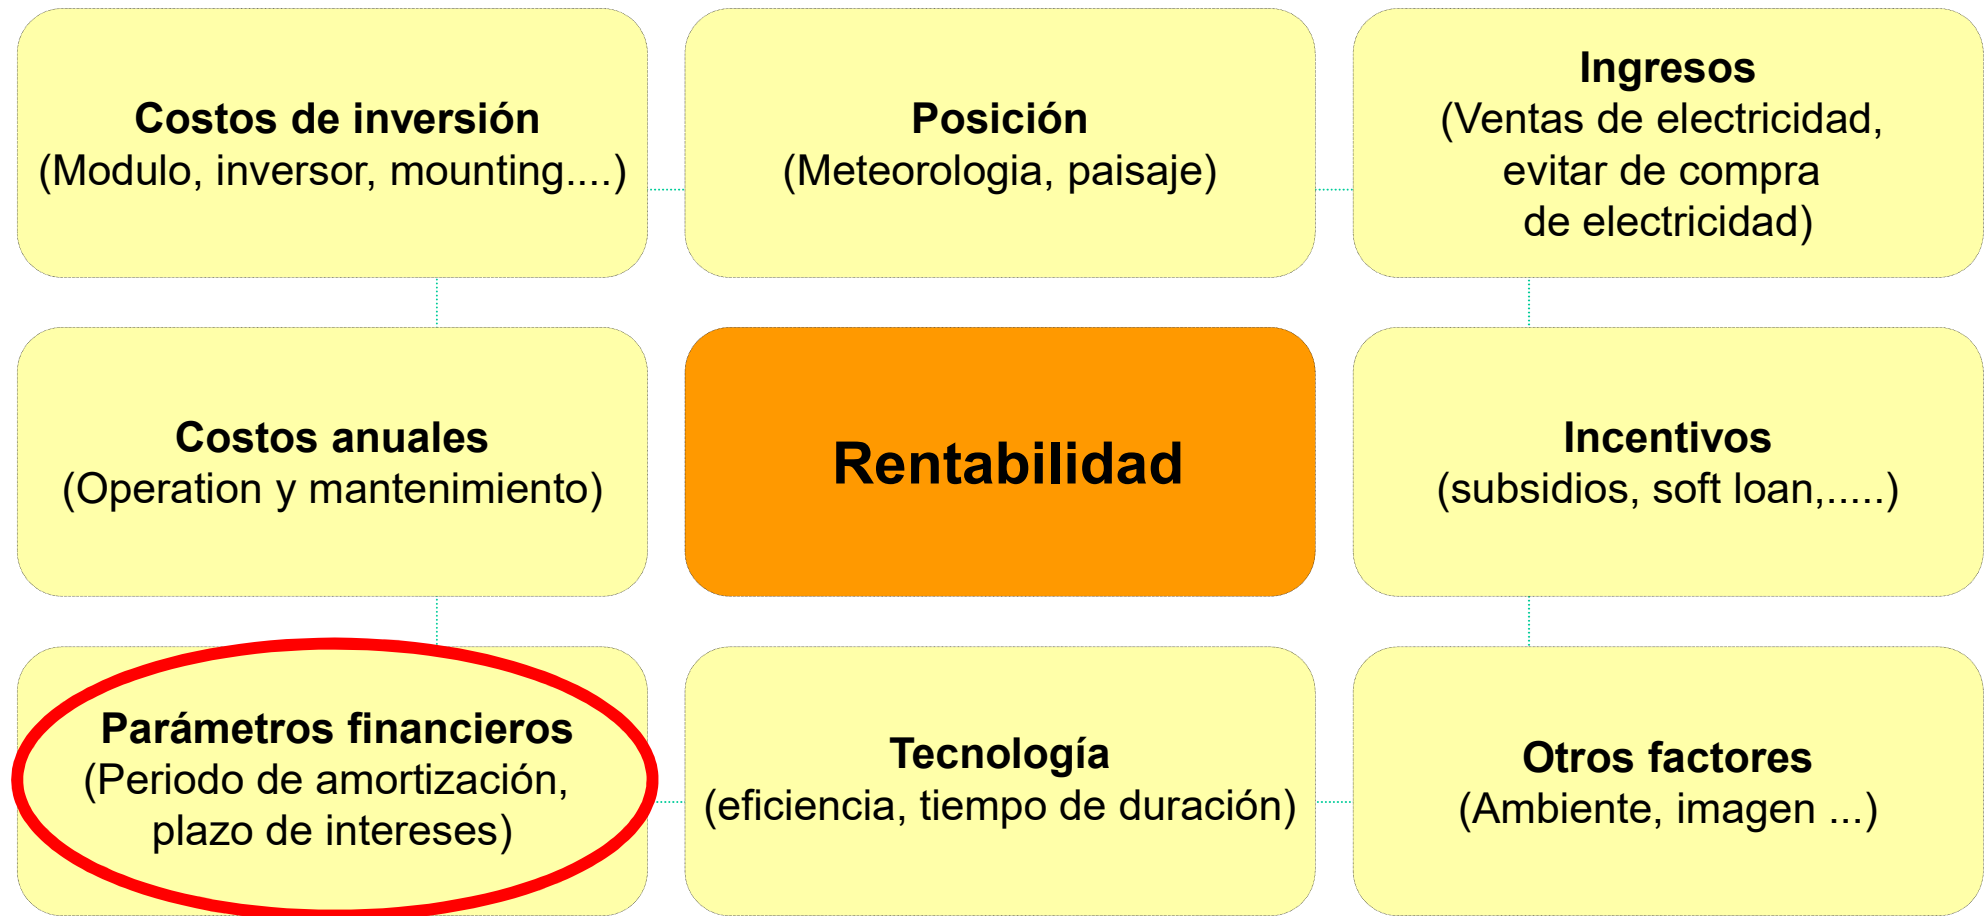 Costos de inversión
(Modulo, inversor, mounting....)
Posición
(Meteorologia, paisaje)
Ingresos
(Ventas de electricidad,
evitar de compra
de electricidad)
Costos anuales
(Operation y mantenimiento)
Rentabilidad
Incentivos
(subsidios, soft loan,.....)
Parámetros financieros
(Periodo de amortización,
plazo de intereses)
Tecnología
(eficiencia, tiempo de duración)
Otros factores
(Ambiente, imagen ...)